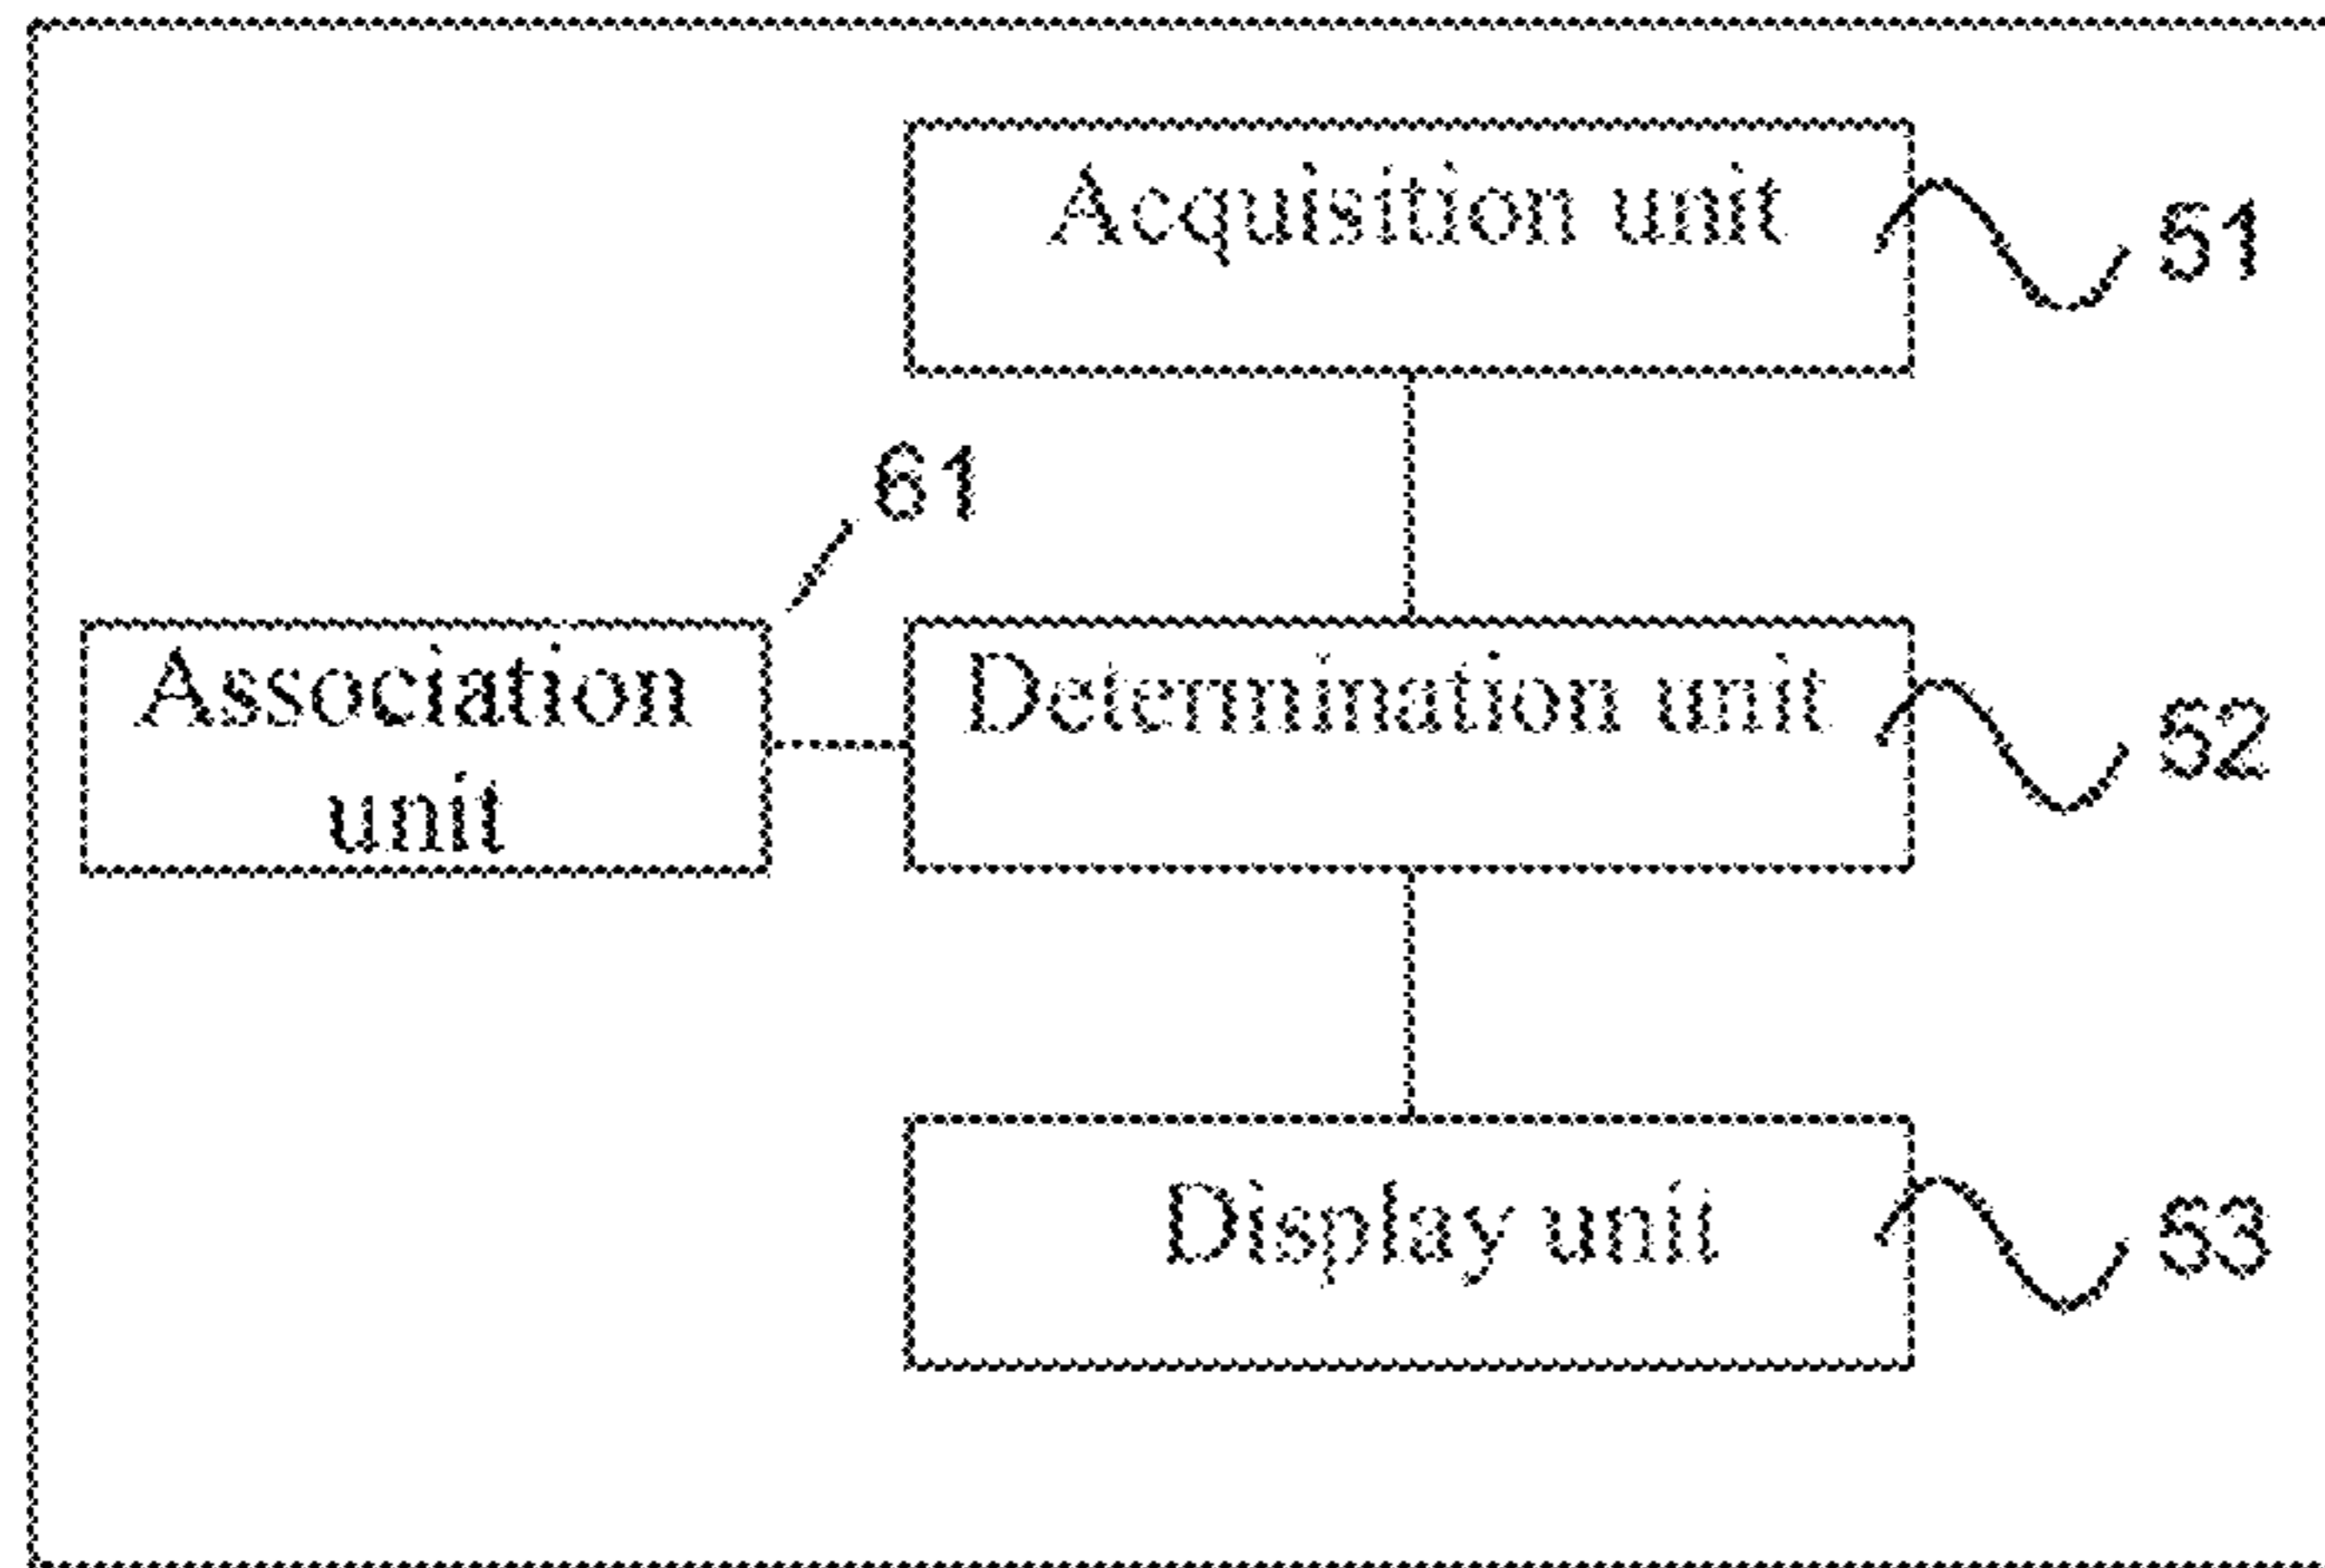 Acquisition unit
51
61
Association
unit
Determination unit
52
Display unit
53